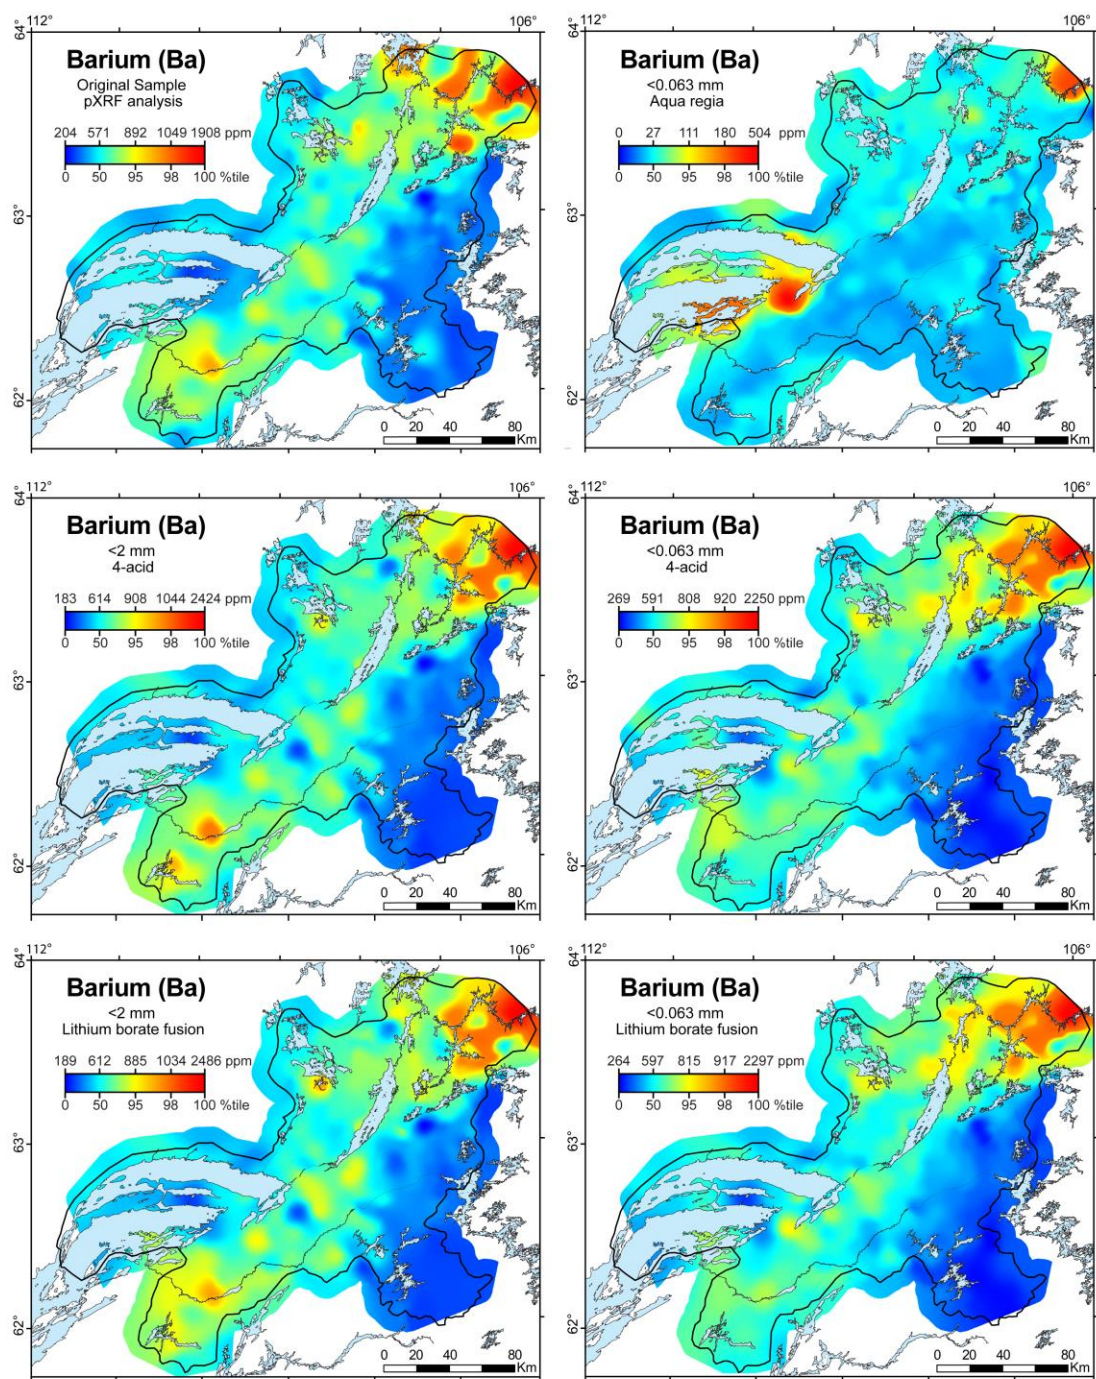 112° 106°
64°
63°
62°
Barium (Ba)
Original Sample
pXRF analysis
204 571 892 1049 1908 ppm
0 50 95 98 100 %tile
0 20 40 60 80
Km
112° 106°
64°
63°
62°
Barium (Ba)
<0.063 mm
Aqua regia
0 27 111 180 504 ppm
0 50 95 98 100 %tile
0 20 40 60 80
Km
112° 106°
64°
63°
62°
Barium (Ba)
<2 mm
4-acid
183 614 908 1044 2424 ppm
0 50 95 98 100 %tile
0 20 40 60 80
Km
112° 106°
64°
63°
62°
Barium (Ba)
<0.063 mm
4-acid
269 591 808 920 2250 ppm
0 50 95 98 100 %tile
0 20 40 60 80
Km
112° 106°
64°
63°
62°
Barium (Ba)
<2 mm
Lithium borate fusion
189 612 885 1034 2486 ppm
0 50 95 98 100 %tile
0 20 40 60 80
Km
112° 106°
64°
63°
62°
Barium (Ba)
<0.063 mm
Lithium borate fusion
264 597 815 917 2297 ppm
0 50 95 98 100 %tile
0 20 40 60 80
Km